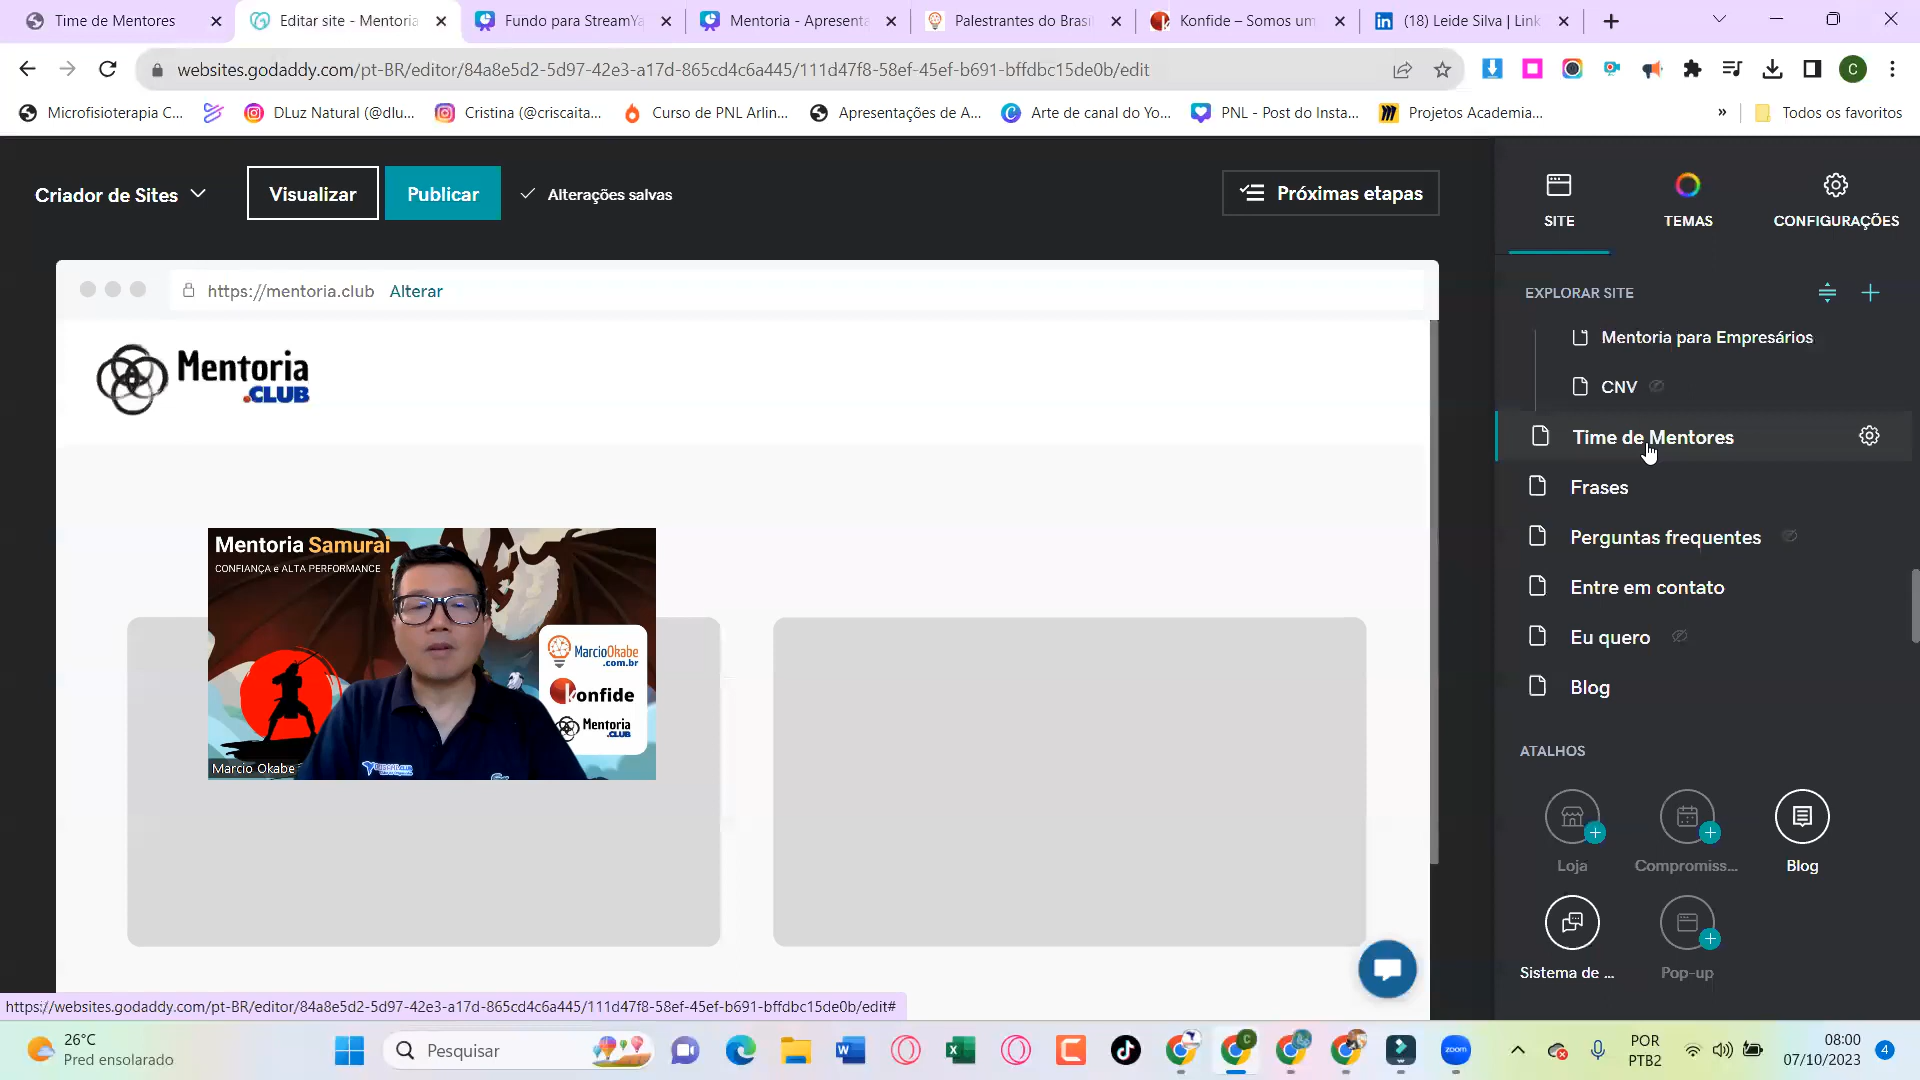 Time de Mentores
Editar site - Mentoria
Fundo para StreamYa
Mentoria - Apresenta
Palestrantes do Brasil
Konfide – Somos um
(18) Leide Silva | Link
websites.godaddy.com/pt-BR/editor/84a8e5d2-5d97-42e3-a17d-865cd4c6a445/111d47f8-58ef-45ef-b691-bffdbc15de0b/edit
C
Microfisioterapia C...
DLuz Natural (@dlu...
Cristina (@criscaita...
Curso de PNL Arlin...
Apresentações de A...
Arte de canal do Yo...
PNL - Post do Insta...
Projetos Academia...
»
Todos os favoritos
Criador de Sites
Visualizar
Publicar
Alterações salvas
Próximas etapas
SITE
TEMAS
CONFIGURAÇÕES
https://mentoria.club
Alterar
Mentoria
.CLUB
Mentoria Samurai
CONFIANÇA e ALTA PERFORMANCE
MarcioOkabe
.com.br
konfide
Mentoria
.CLUB
Marcio Okabe
EXPLORAR SITE
Mentoria para Empresários
CNV
Time de Mentores
Frases
Perguntas frequentes
Entre em contato
Eu quero
Blog
ATALHOS
Loja
Compromiss...
Blog
Sistema de ...
Pop-up
https://websites.godaddy.com/pt-BR/editor/84a8e5d2-5d97-42e3-a17d-865cd4c6a445/111d47f8-58ef-45ef-b691-bffdbc15de0b/edit#
26°C
Pred ensolarado
Pesquisar
zoom
POR
PTB2
08:00
07/10/2023
4